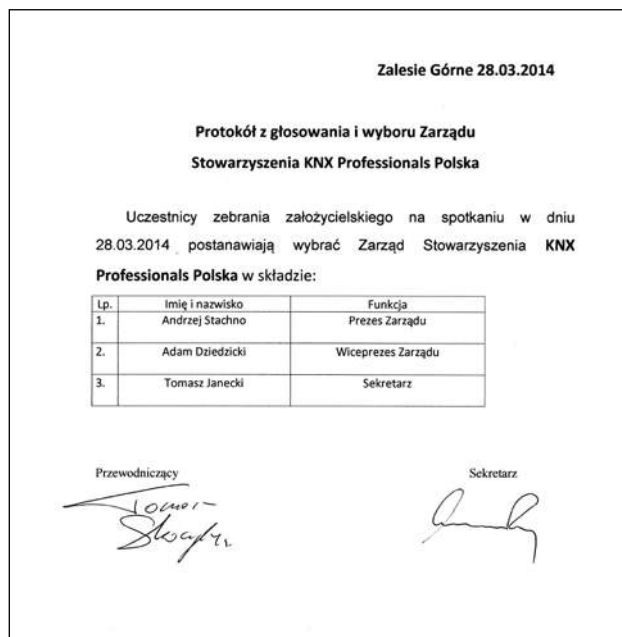 Zalesie Górne 28.03.2014
Protokół z głosowania i wyboru Zarządu
Stowarzyszenia KNX Professionals Polska
Uczestnicy zebrania założycielskiego na spotkaniu w dniu
28.03.2014 postanawiają wybrać Zarząd Stowarzyszenia KNX
Professionals Polska w składzie:
Lp. Imię i nazwisko Funkcja
1. Andrzej Stachno Prezes Zarządu
2. Adam Dziedzicki Wiceprezes Zarządu
3. Tomasz Janecki Sekretarz
Przewodniczący Sekretarz